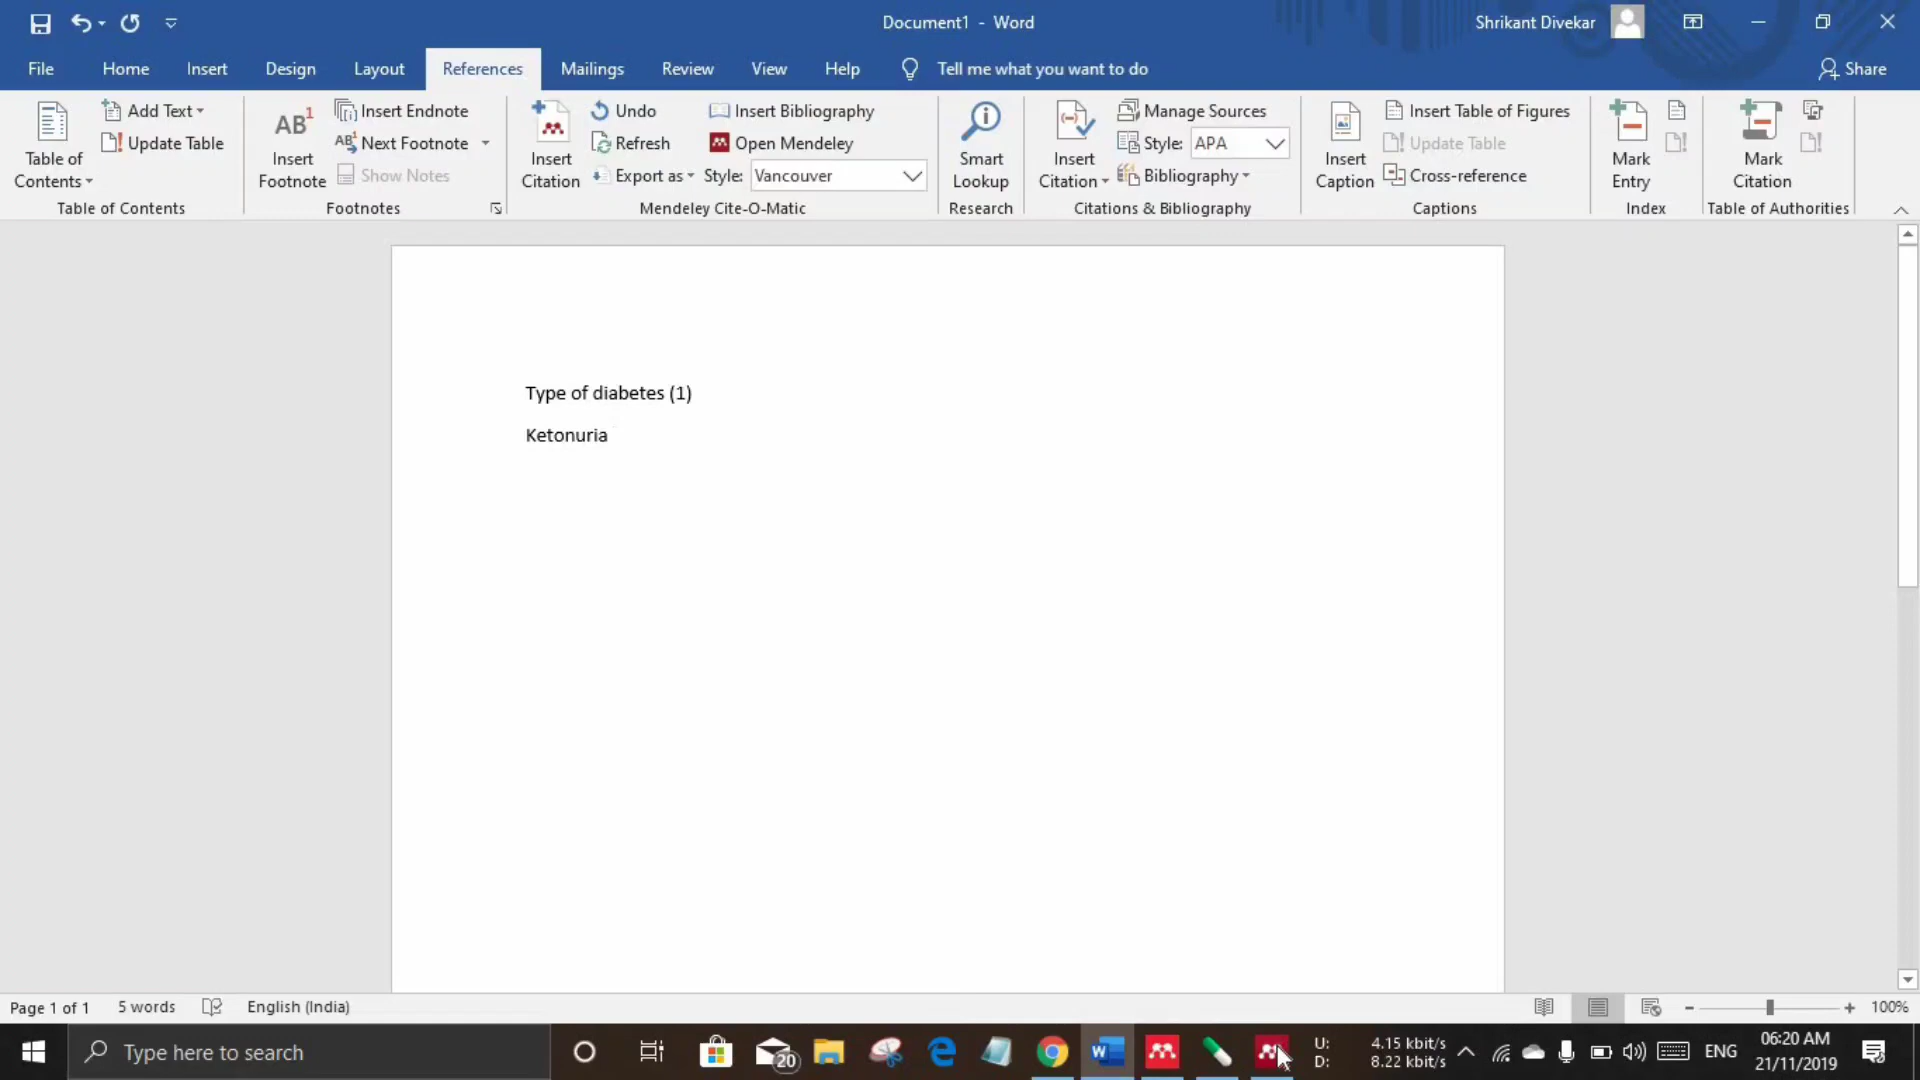 Document1 - Word
Shrikant Divekar
File Home Insert Design Layout References Mailings Review View Help Tell me what you want to do Share
Table of Contents
Add Text
Update Table
Table of Contents
AB1 Insert Footnote
Insert Endnote
AB1 Next Footnote
Show Notes
Footnotes
Insert Citation
Undo
Refresh
Export as
Insert Bibliography
Open Mendeley
Style: Vancouver
Mendeley Cite-O-Matic
Smart Lookup
Research
Insert Citation
Manage Sources
Style: APA
Bibliography
Citations & Bibliography
Insert Caption
Insert Table of Figures
Update Table
Cross-reference
Captions
Mark Entry
Index
Mark Citation
Table of Authorities
Type of diabetes (1)
Ketonuria
Page 1 of 1 5 words English (India) 100%
Type here to search
20
U: 4.15 kbit/s
D: 8.22 kbit/s
ENG
06:20 AM
21/11/2019